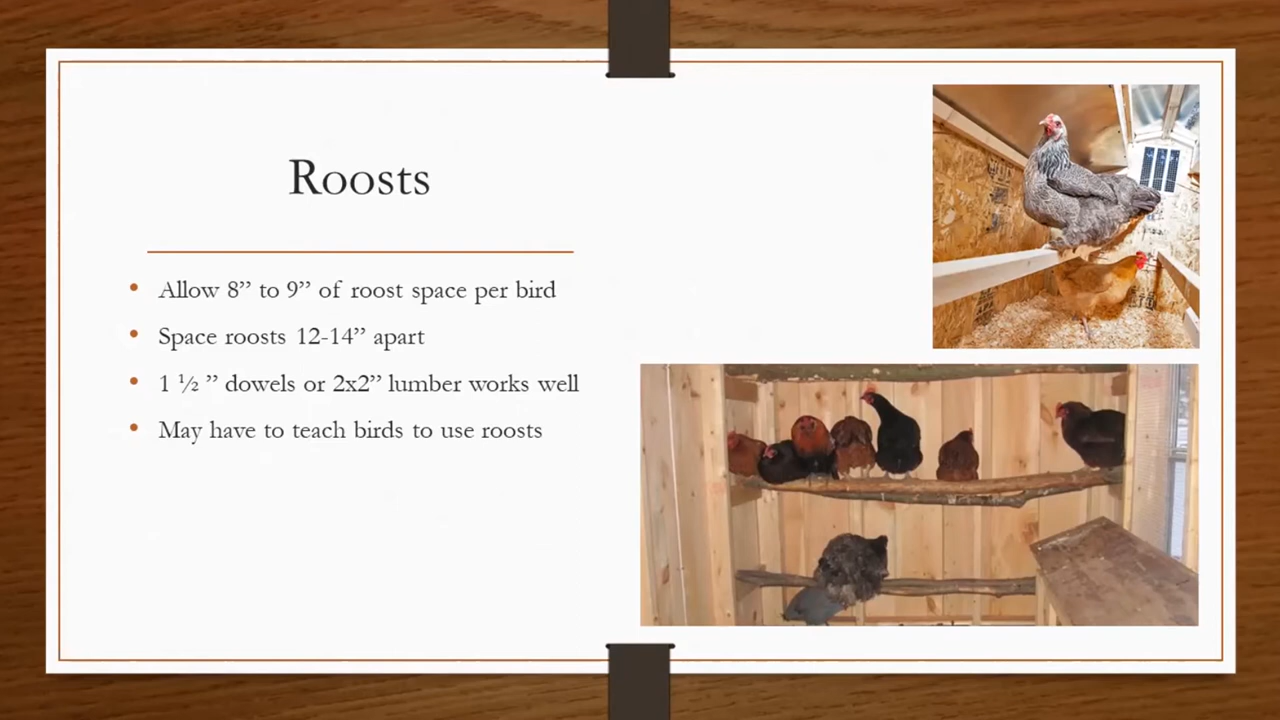 Roosts
Allow 8” to 9” of roost space per bird
Space roosts 12-14” apart
1 ½ ” dowels or 2x2” lumber works well
May have to teach birds to use roosts